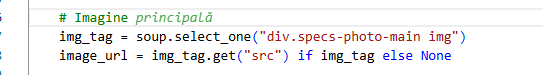 # Imagine principală
img_tag = soup.select_one("div.specs-photo-main img")
image_url = img_tag.get("src") if img_tag else None